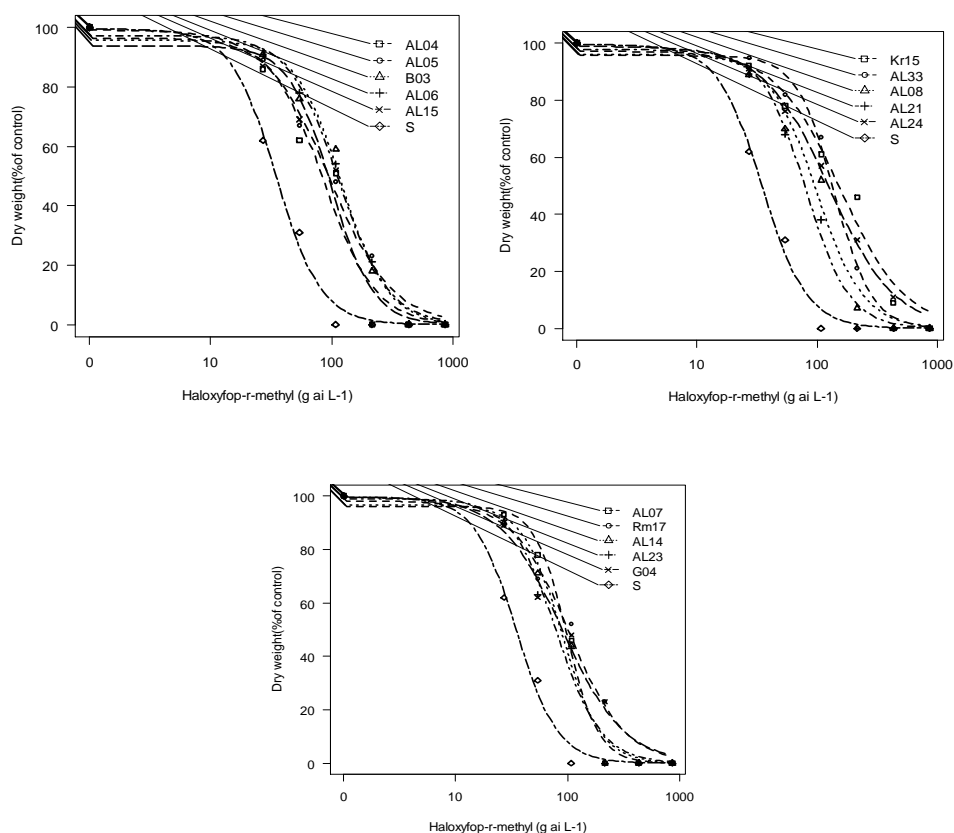 Dry weight(%of control)
100
80
60
40
20
0
AL04
AL05
B03
AL06
AL15
S
0
10
100
1000
Haloxyfop-r-methyl (g ai L-1)
Dry weight(%of control)
100
80
60
40
20
0
Kr15
AL33
AL08
AL21
AL24
S
0
10
100
1000
Haloxyfop-r-methyl (g ai L-1)
Dry weight(%of control)
100
80
60
40
20
0
AL07
Rm17
AL14
AL23
G04
S
0
10
100
1000
Haloxyfop-r-methyl (g ai L-1)